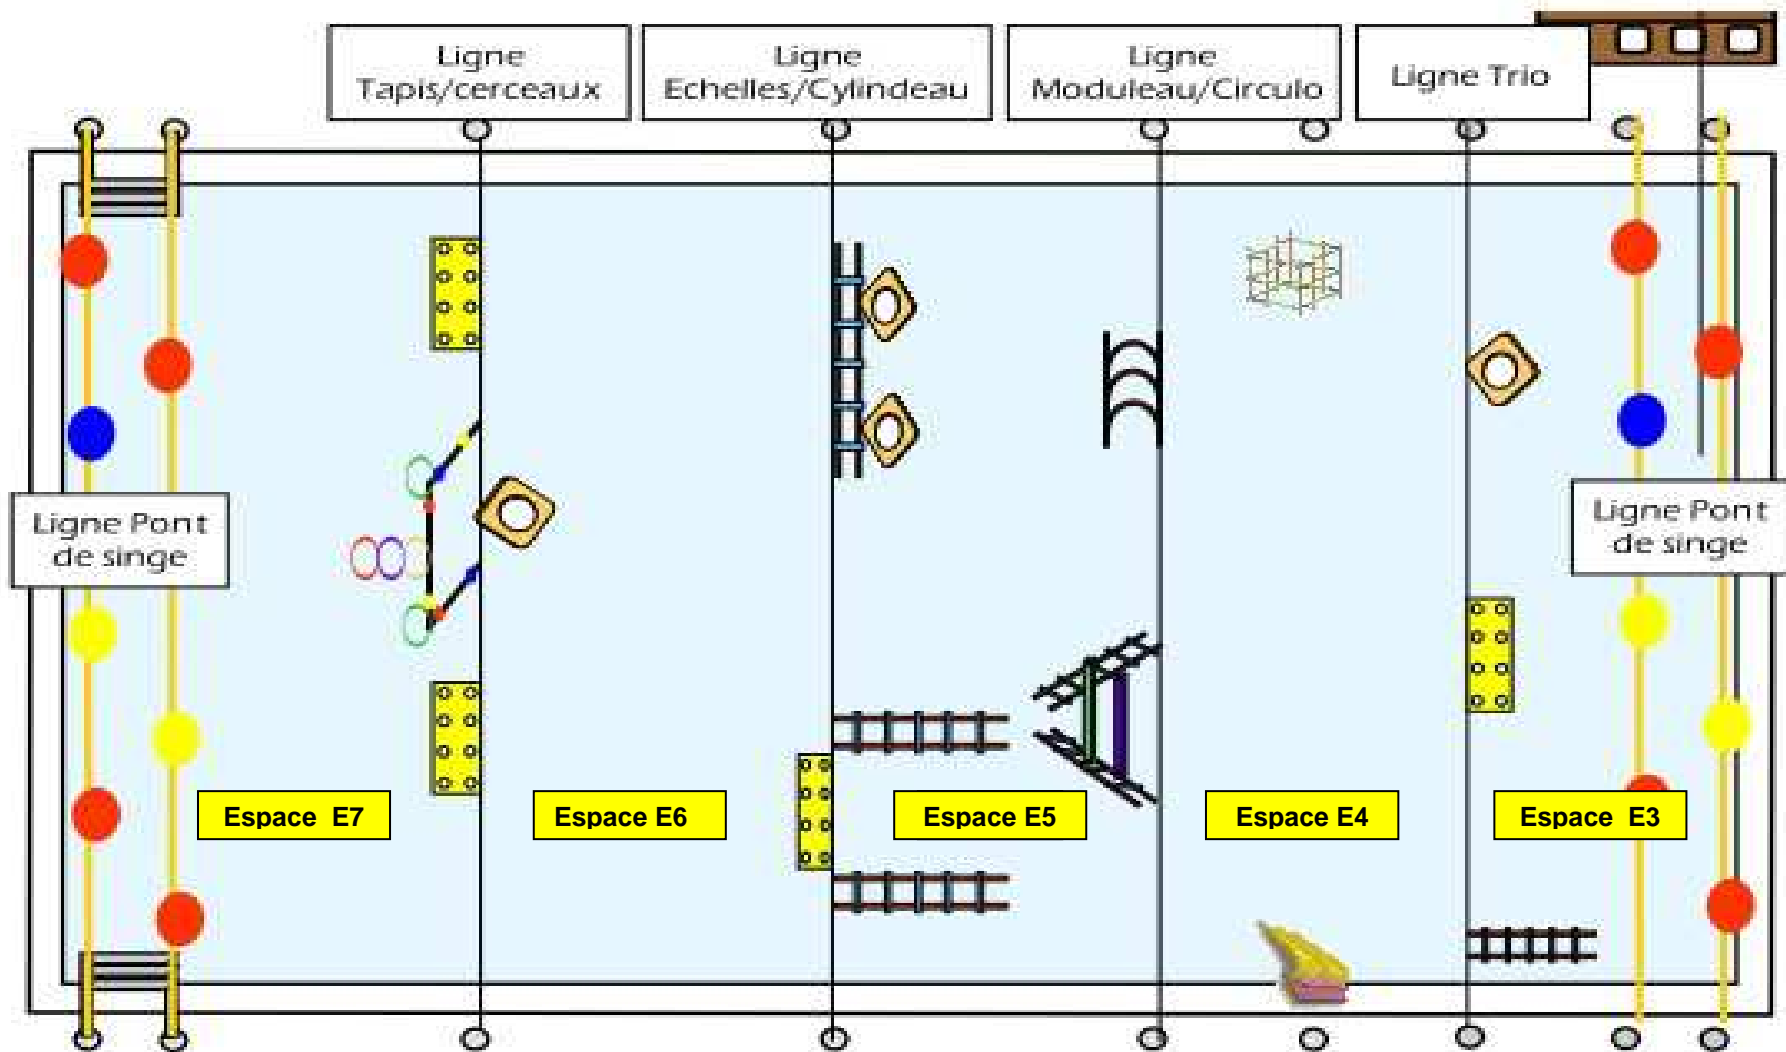 Ligne
Tapis/cerceaux
Ligne
Echelles/Cylindeau
Ligne
Moduleau/Circulo
Ligne Trio
Ligne Pont
de singe
Ligne Pont
de singe
Espace E7
Espace E6
Espace E5
Espace E4
Espace E3